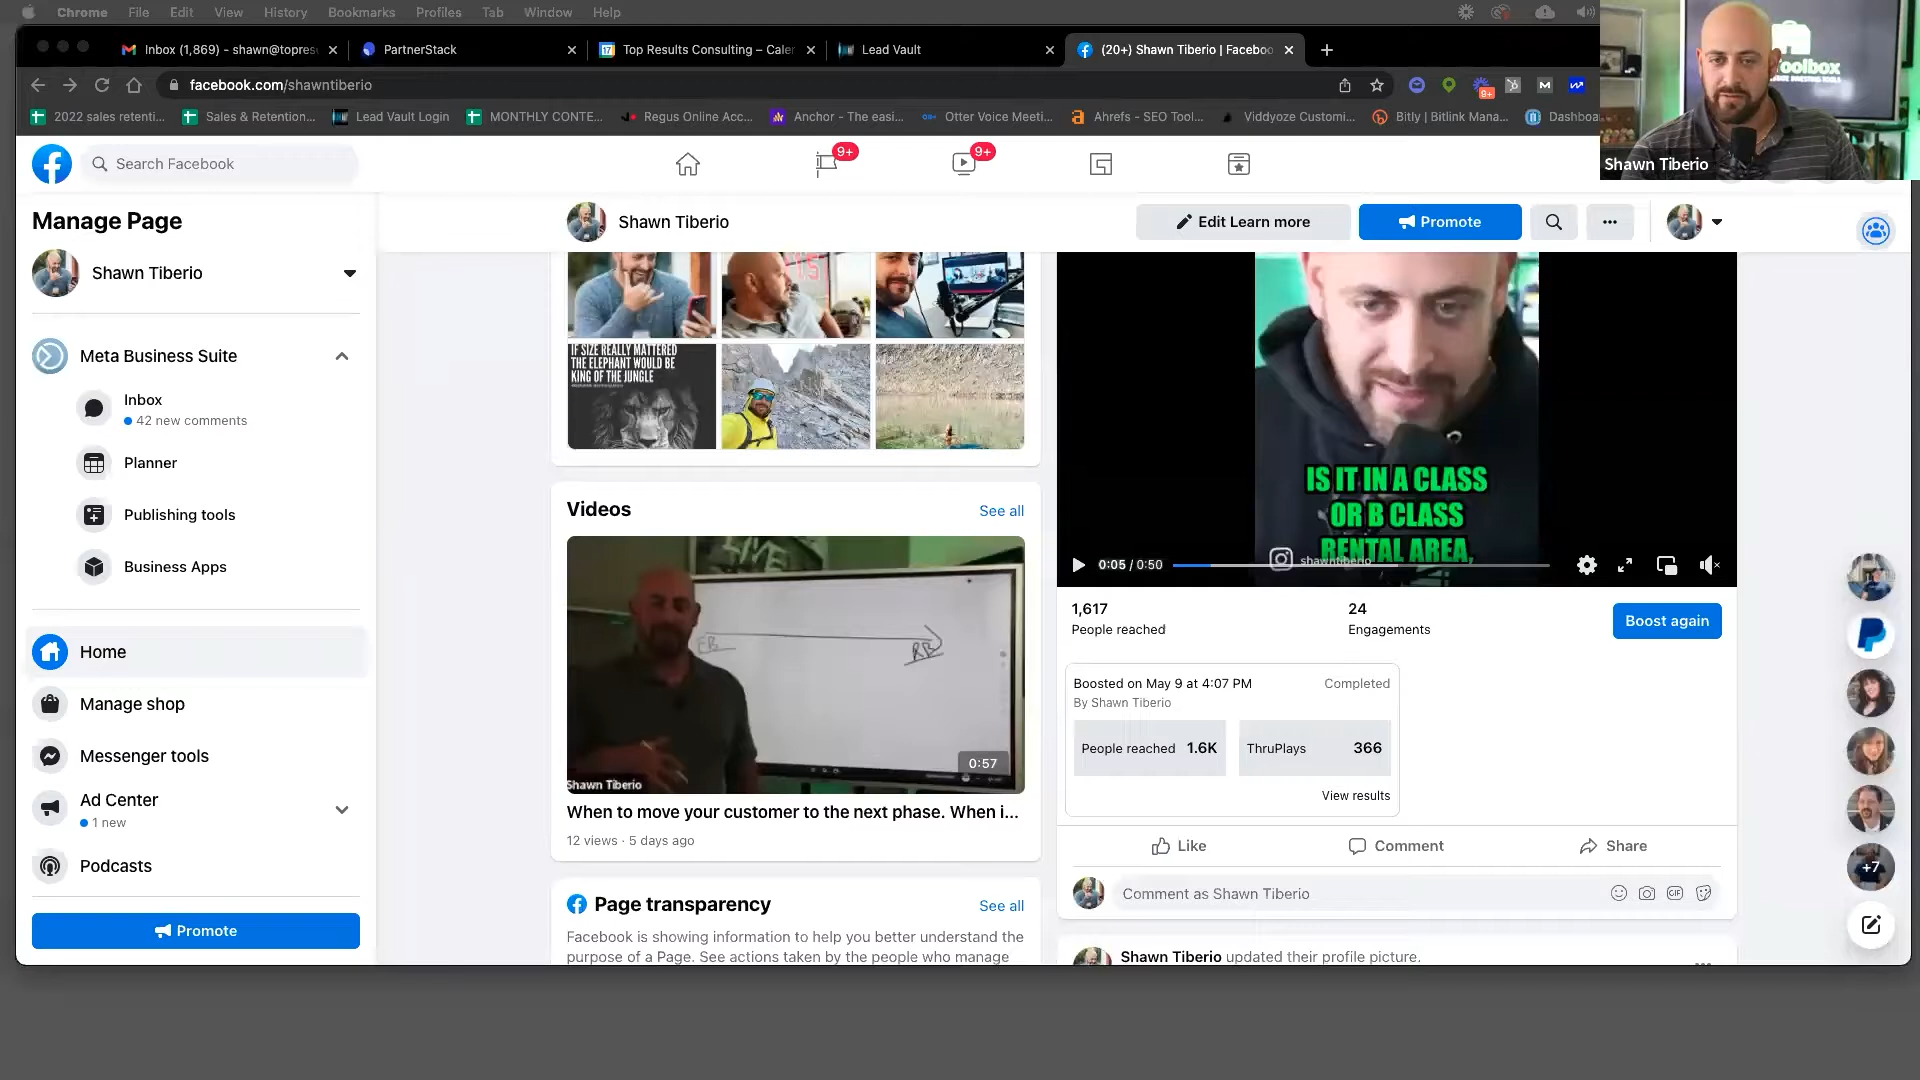 Chrome File Edit View History Bookmarks Profiles Tab Window Help
Inbox (1,869) - shawn@topres
PartnerStack
Top Results Consulting – Caler
Lead Vault
(20+) Shawn Tiberio | Faceboo
facebook.com/shawntiberio
9+
2022 sales retenti...
Sales & Retention...
Lead Vault Login
MONTHLY CONTE...
Regus Online Acc...
Anchor - The easi...
Otter Voice Meeti...
Ahrefs - SEO Tool...
Viddyoze Customi...
Bitly | Bitlink Mana...
Dashboa
oolbox
Shawn Tiberio
Search Facebook
9+
9+
Manage Page
Shawn Tiberio
Meta Business Suite
Inbox
42 new comments
Planner
Publishing tools
Business Apps
Home
Manage shop
Messenger tools
Ad Center
1 new
Podcasts
Promote
Shawn Tiberio
Edit Learn more
Promote
IF SIZE REALLY MATTERED
THE ELEPHANT WOULD BE
KING OF THE JUNGLE
Videos
See all
EB
RB
0:57
Shawn Tiberio
When to move your customer to the next phase. When i...
12 views · 5 days ago
Page transparency
See all
Facebook is showing information to help you better understand the
purpose of a Page. See actions taken by the people who manage
IS IT IN A CLASS
OR B CLASS
RENTAL AREA,
shawntiberio
0:05 / 0:50
1,617
People reached
24
Engagements
Boost again
Boosted on May 9 at 4:07 PM
Completed
By Shawn Tiberio
People reached 1.6K
ThruPlays 366
View results
Like
Comment
Share
Comment as Shawn Tiberio
GIF
Shawn Tiberio updated their profile picture.
+7